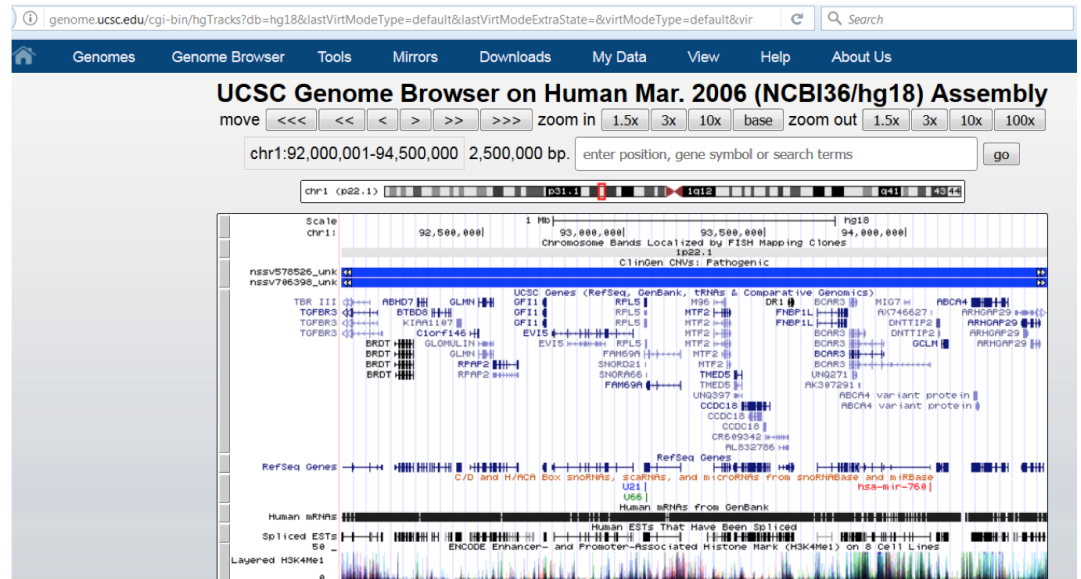 genome.ucsc.edu/cgi-bin/hgTracks?db=hg18&lastVirtModeType=default&lastVirtModeExtraState=&virtModeType=default&vir
Search
Genomes Genome Browser Tools Mirrors Downloads My Data View Help About Us
UCSC Genome Browser on Human Mar. 2006 (NCBI36/hg18) Assembly
move <<< << < > >> >>> zoom in 1.5x 3x 10x base zoom out 1.5x 3x 10x 100x
chr1:92,000,001-94,500,000 2,500,000 bp. enter position, gene symbol or search terms go
chr1 (p22.1) p31.1 1q12 q41 43 44
Scale 1 Mb hg18
chr1: 92,500,000 93,000,000 93,500,000 94,000,000
Chromosome Bands Localized by FISH Mapping Clones
1p22.1
ClinGen CNVs: Pathogenic
nssv578526_unk
nssv706398_unk
UCSC Genes (RefSeq, GenBank, tRNAs & Comparative Genomics)
TBR III ABHD7 GLMN GFI1 RPL5 M96 DR1 BCAR3 MIG7 ABCA4
TGFBR3 BTBD8 GFI1 RPL5 MTF2 FNBP1L BCAR3 AX746627 ARHGAP29
TGFBR3 KIAA1107 GFI1 RPL5 MTF2 FNBP1L BCAR3 DNTTIP2 ARHGAP29
TGFBR3 C1orf146 EVI5 RPL5 MTF2 BCAR3 DNTTIP2 ARHGAP29
BRDT GLOMULIN EVI5 RPL5 MTF2 BCAR3 GCLM ARHGAP29
BRDT GLMN FAM69A MTF2 BCAR3
BRDT RPAP2 SNORD21 MTF2 BCAR3
BRDT RPAP2 SNORA66 TMED5 UNQ271
FAM69A TMED5 AK307291
UNQ397 ABCA4 variant protein
CCDC18 ABCA4 variant protein
CCDC18
CCDC18
CR609342
AL832786
RefSeq Genes
RefSeq Genes
C/D and H/ACA Box snoRNAs, scaRNAs, and microRNAs from snoRNABase and miRBase
U21 hsa-mir-760
U66
Human mRNAs from GenBank
Human mRNAs
Human ESTs That Have Been Spliced
Spliced ESTs
50 _ ENCODE Enhancer- and Promoter-Associated Histone Mark (H3K4Me1) on 8 Cell Lines
Layered H3K4Me1
0